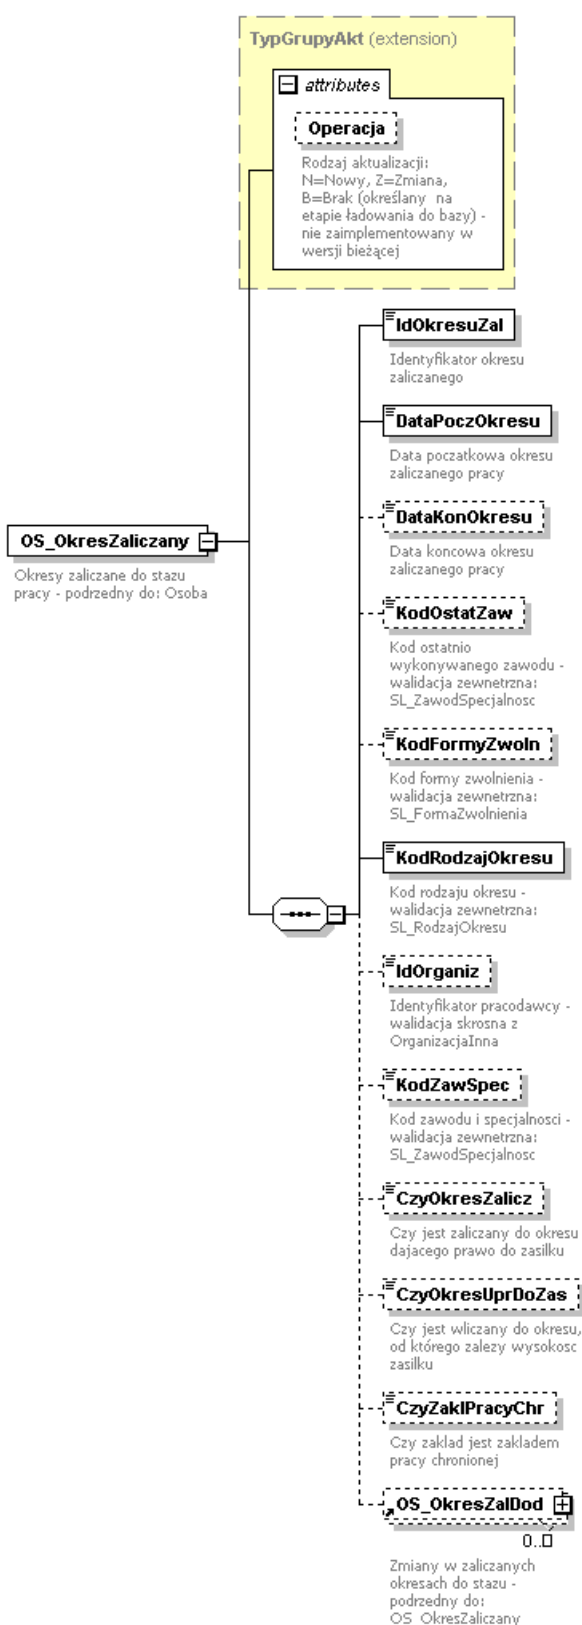 TypGrupyAkt (extension)
attributes
Operacja
Rodzaj aktualizacji:
N=Nowy, Z=Zmiana,
B=Brak (określany na
etapie ładowania do bazy) -
nie zaimplementowany w
wersji bieżącej
IdOkresuZal
Identyfikator okresu
zaliczanego
DataPoczOkresu
Data poczatkowa okresu
zaliczanego pracy
DataKonOkresu
Data koncowa okresu
zaliczanego pracy
OS_OkresZaliczany
Okresy zaliczane do stazu
pracy - podrzedny do: Osoba
KodOstatZaw
Kod ostatnio
wykonywanego zawodu -
walidacja zewnetrzna:
SL_ZawodSpecjalnosc
KodFormyZwoln
Kod formy zwolnienia -
walidacja zewnetrzna:
SL_FormaZwolnienia
KodRodzajOkresu
Kod rodzaju okresu -
walidacja zewnetrzna:
SL_RodzajOkresu
IdOrganiz
Identyfikator pracodawcy -
walidacja skrosna z
OrganizacjaInna
KodZawSpec
Kod zawodu i specjalnosci -
walidacja zewnetrzna:
SL_ZawodSpecjalnosc
CzyOkresZalicz
Czy jest zaliczany do okresu
dajacego prawo do zasilku
CzyOkresUprDoZas
Czy jest wliczany do okresu,
od którego zalezy wysokosc
zasilku
CzyZaklPracyChr
Czy zaklad jest zakladem
pracy chronionej
OS_OkresZalDod
0..
Zmiany w zaliczanych
okresach do stazu -
podrzedny do:
OS_OkresZaliczany